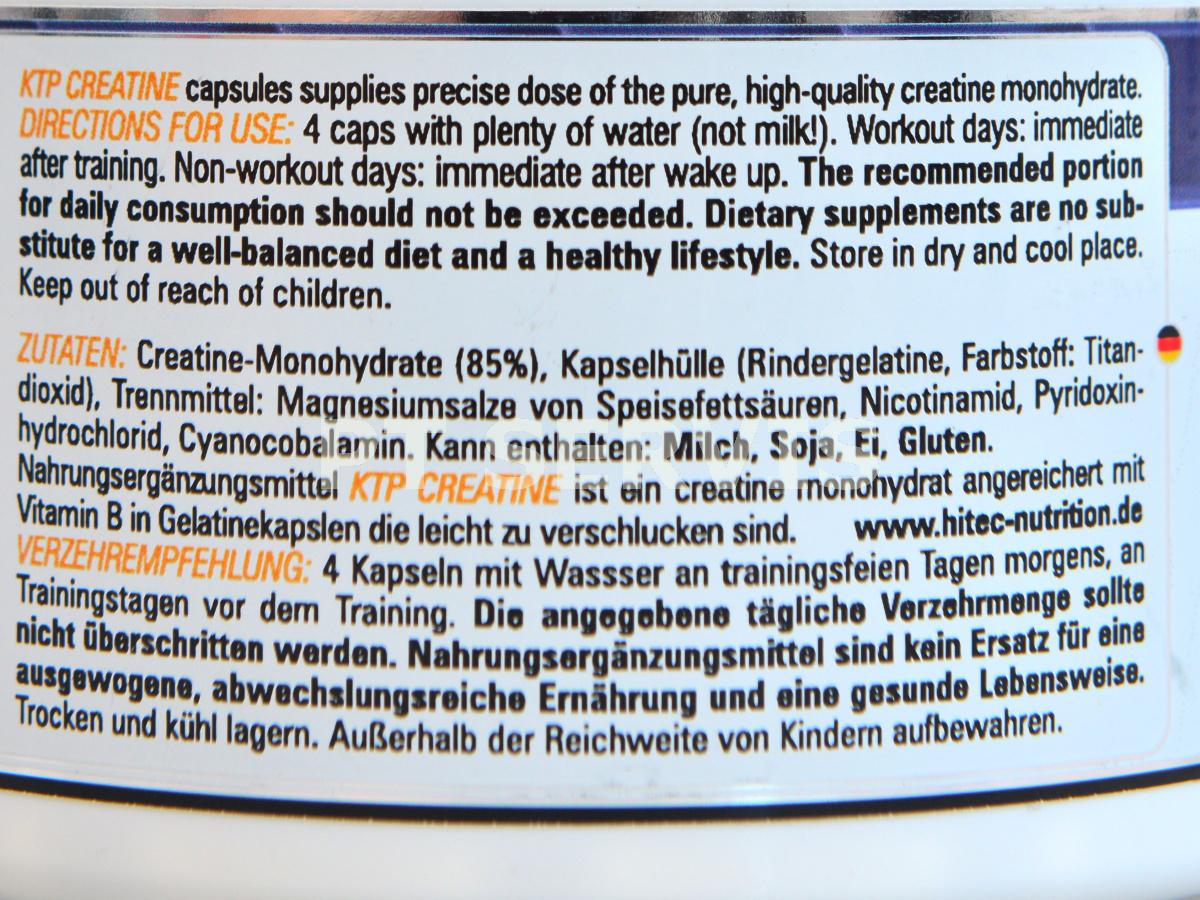 KTP CREATINE capsules supplies precise dose of the pure, high-quality creatine monohydrate.
DIRECTIONS FOR USE: 4 caps with plenty of water (not milk!). Workout days: immediate
after training. Non-workout days: immediate after wake up. The recommended portion
for daily consumption should not be exceeded. Dietary supplements are no sub-
stitute for a well-balanced diet and a healthy lifestyle. Store in dry and cool place.
Keep out of reach of children.
ZUTATEN: Creatine-Monohydrate (85%), Kapselhülle (Rindergelatine, Farbstoff: Titan-
dioxid), Trennmittel: Magnesiumsalze von Speisefettsäuren, Nicotinamid, Pyridoxin-
hydrochlorid, Cyanocobalamin. Kann enthalten: Milch, Soja, Ei, Gluten.
PT SERVIS
Nahrungsergänzungsmittel KTP CREATINE ist ein creatine monohydrat angereichert mit
Vitamin B in Gelatinekapslen die leicht zu verschlucken sind. www.hitec-nutrition.de
VERZEHREMPFEHLUNG: 4 Kapseln mit Wassser an trainingsfeien Tagen morgens, an
Trainingstagen vor dem Training. Die angegebene tägliche Verzehrmenge sollte
nicht überschritten werden. Nahrungsergänzungsmittel sind kein Ersatz für eine
ausgewogene, abwechslungsreiche Ernährung und eine gesunde Lebensweise.
Trocken und kühl lagern. Außerhalb der Reichweite von Kindern aufbewahren.